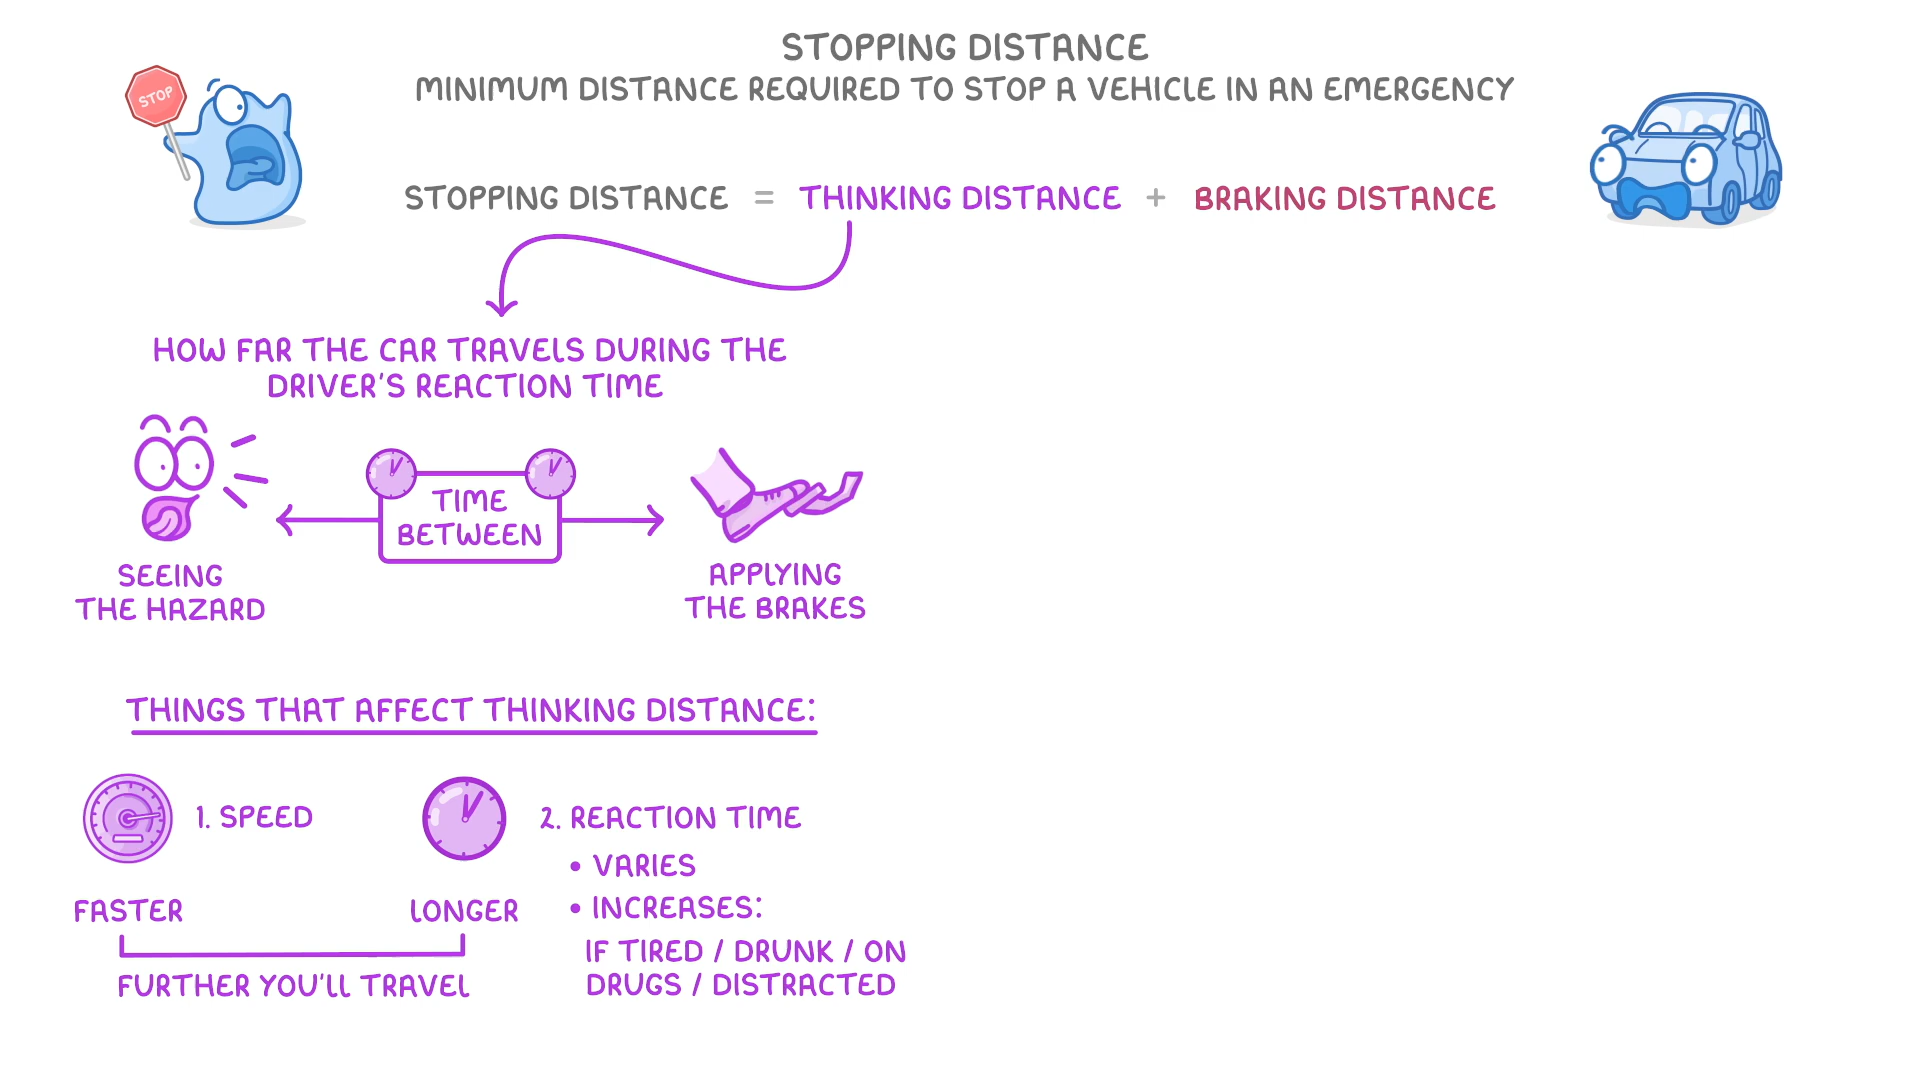 STOPPING DISTANCE
MINIMUM DISTANCE REQUIRED TO STOP A VEHICLE IN AN EMERGENCY
STOP
STOPPING DISTANCE = THINKING DISTANCE + BRAKING DISTANCE
HOW FAR THE CAR TRAVELS DURING THE
DRIVER'S REACTION TIME
TIME
BETWEEN
SEEING
THE HAZARD
APPLYING
THE BRAKES
THINGS THAT AFFECT THINKING DISTANCE:
1. SPEED
FASTER
LONGER
FURTHER YOU'LL TRAVEL
2. REACTION TIME
• VARIES
• INCREASES:
IF TIRED / DRUNK / ON
DRUGS / DISTRACTED